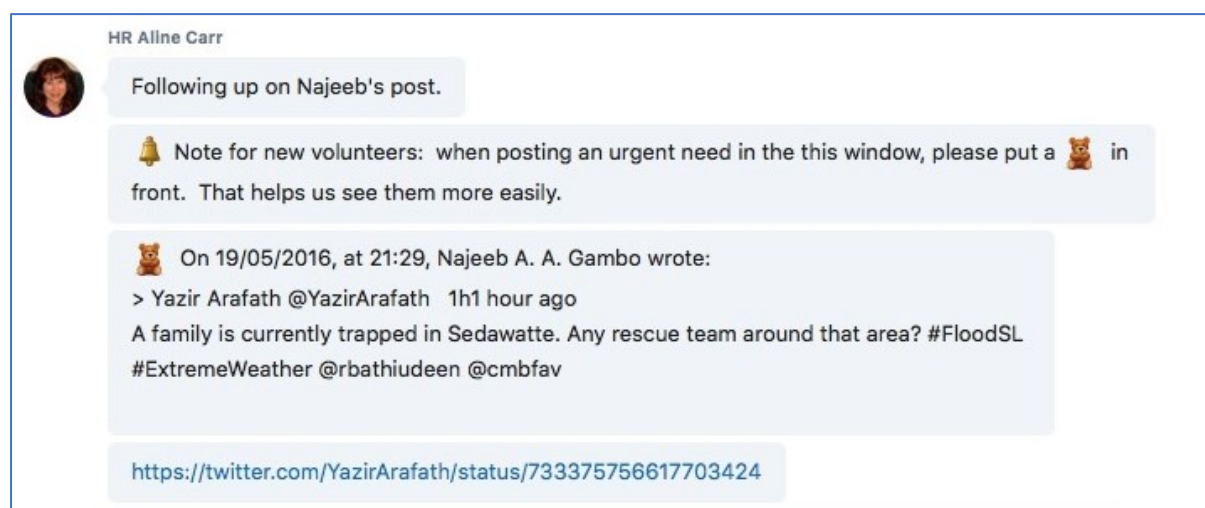 HR Aline Carr
Following up on Najeeb's post.
🔔 Note for new volunteers: when posting an urgent need in the this window, please put a 🧸 in
front. That helps us see them more easily.
🧸 On 19/05/2016, at 21:29, Najeeb A. A. Gambo wrote:
> Yazir Arafath @YazirArafath 1h1 hour ago
A family is currently trapped in Sedawatte. Any rescue team around that area? #FloodSL
#ExtremeWeather @rbathiudeen @cmbfav
https://twitter.com/YazirArafath/status/733375756617703424